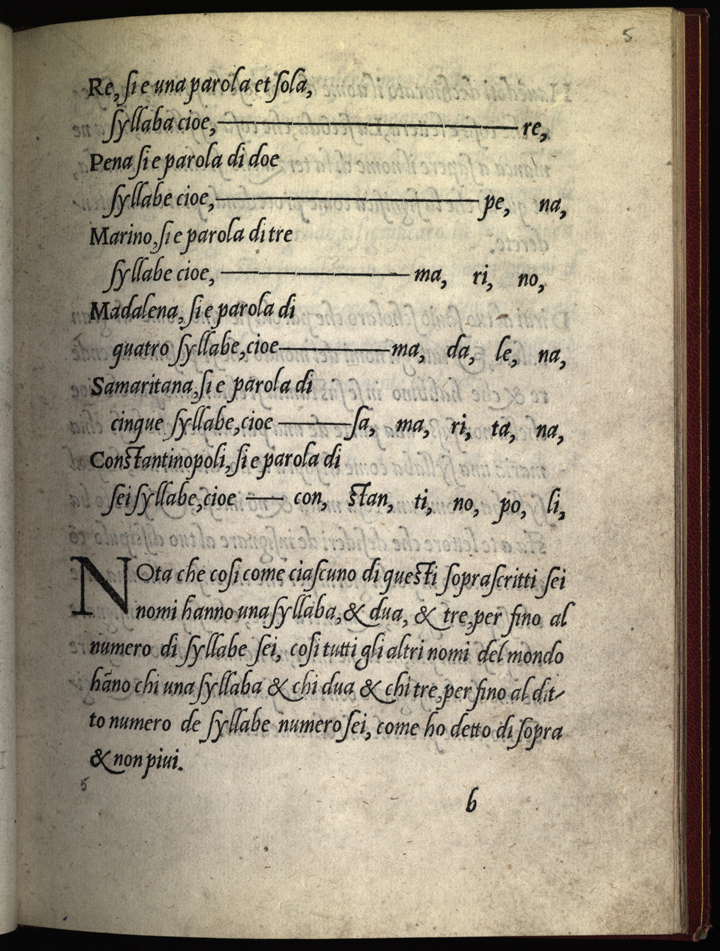 5
Re, ſi e una parola et ſola,
ſyllaba cioe, re,
Pena ſi e parola di doe
ſyllabe cioe, pe, na,
Marino, ſi e parola di tre
ſyllabe cioe, ma, ri, no,
Madalena, ſi e parola di
quatro ſyllabe, cioe ma, da, le, na,
Samaritana, ſi e parola di
cinque ſyllabe, cioe ſa, ma, ri, ta, na,
Conſtantinopoli, ſi e parola di
ſei ſyllabe, cioe con, ſtan, ti, no, po, li,
NOta che coſi come ciaſcuno di queſti ſopraſcritti ſei
nomi hanno una ſyllaba, & dua, & tre, per fino al
numero di ſyllabe ſei, coſi tutti gli altri nomi del mondo
hāno chi una ſyllaba & chi dua & chi tre, per fino al dit-
to numero de ſyllabe numero ſei, come ho detto di ſopra
& non piui.
5
b